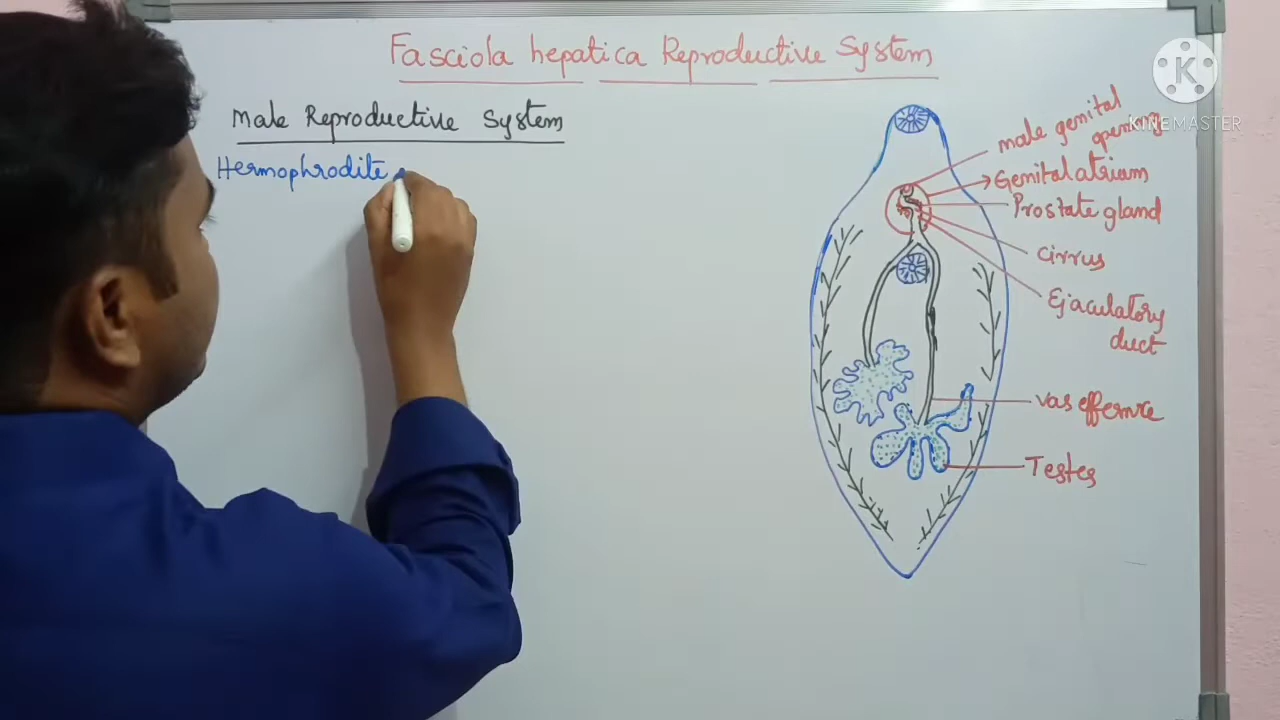 Fasciola hepatica Reproductive System
Male Reproductive System
Hermophrodite
male genital
opening
Genital atrium
Prostate gland
cirrus
Ejaculatory
duct
Vas effernre
Testes
K
KINEMASTER